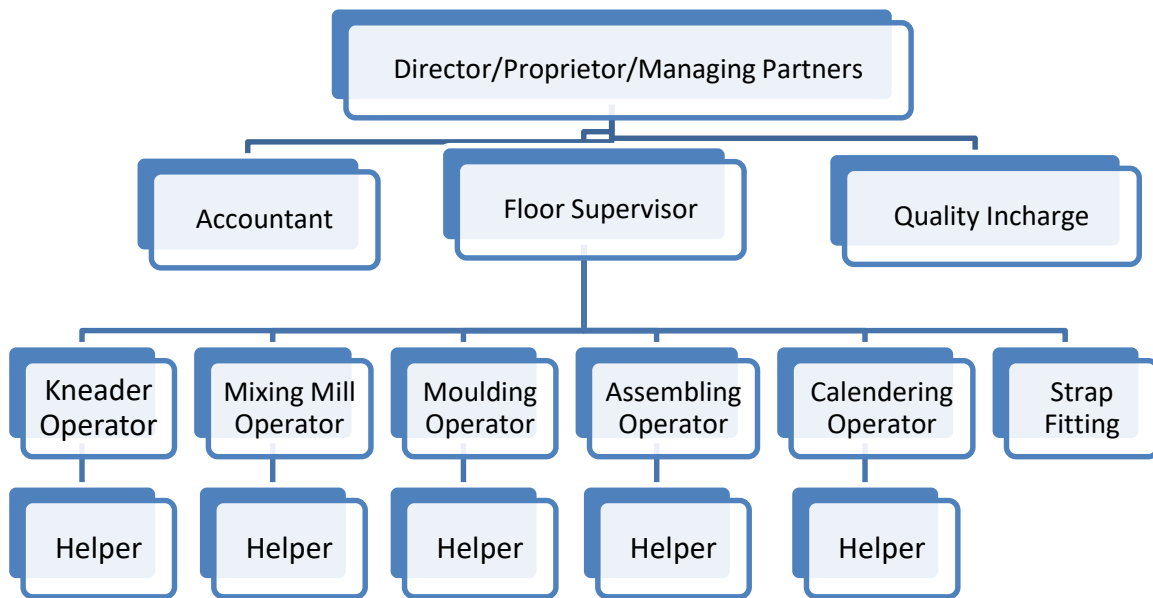 Director/Proprietor/Managing Partners
Accountant
Floor Supervisor
Quality Incharge
Kneader
Operator
Mixing Mill
Operator
Moulding
Operator
Assembling
Operator
Calendering
Operator
Strap
Fitting
Helper
Helper
Helper
Helper
Helper